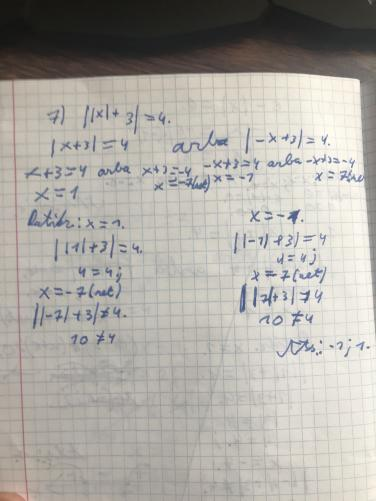 7) ||x|+3|=4.
|x+3|=4 arba |-x+3|=4.
x+3=4 arba x+3=-4 -x+3=4 arba -x+3=-4
x=1 x=-7(net) x=-1 x=7(net)
x=1. x=-1.
||1|+3|=4. ||-1|+3|=4
4=4; 4=4;
x=-7(net) x=7(net)
||-7|+3|≠4. ||7|+3|≠4
10≠4 10≠4
Ats.: -1; 1.